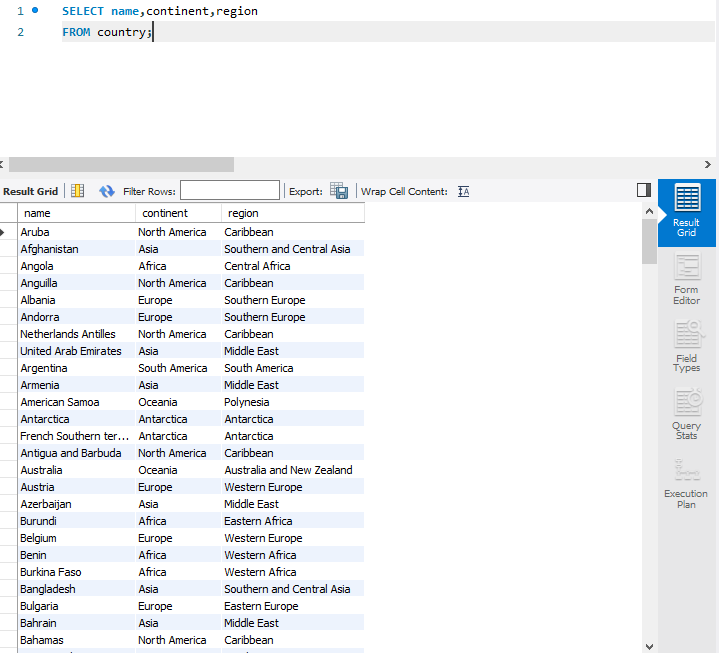 1 SELECT name,continent,region
2 FROM country;
Result Grid Filter Rows: Export: Wrap Cell Content:
name continent region
Aruba North America Caribbean
Afghanistan Asia Southern and Central Asia
Angola Africa Central Africa
Anguilla North America Caribbean
Albania Europe Southern Europe
Andorra Europe Southern Europe
Netherlands Antilles North America Caribbean
United Arab Emirates Asia Middle East
Argentina South America South America
Armenia Asia Middle East
American Samoa Oceania Polynesia
Antarctica Antarctica Antarctica
French Southern ter... Antarctica Antarctica
Antigua and Barbuda North America Caribbean
Australia Oceania Australia and New Zealand
Austria Europe Western Europe
Azerbaijan Asia Middle East
Burundi Africa Eastern Africa
Belgium Europe Western Europe
Benin Africa Western Africa
Burkina Faso Africa Western Africa
Bangladesh Asia Southern and Central Asia
Bulgaria Europe Eastern Europe
Bahrain Asia Middle East
Bahamas North America Caribbean
Result
Grid
Form
Editor
Field
Types
Query
Stats
Execution
Plan